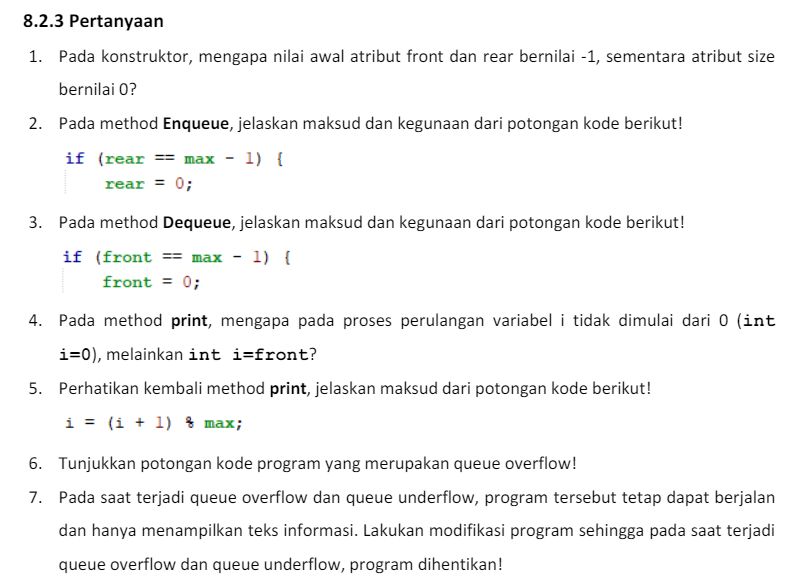 8.2.3 Pertanyaan
1. Pada konstruktor, mengapa nilai awal atribut front dan rear bernilai -1, sementara atribut size
bernilai 0?
2. Pada method Enqueue, jelaskan maksud dan kegunaan dari potongan kode berikut!
if (rear == max - 1) {
rear = 0;
3. Pada method Dequeue, jelaskan maksud dan kegunaan dari potongan kode berikut!
if (front == max - 1) {
front = 0;
4. Pada method print, mengapa pada proses perulangan variabel i tidak dimulai dari 0 (int
i=0), melainkan int i=front?
5. Perhatikan kembali method print, jelaskan maksud dari potongan kode berikut!
i = (i + 1) % max;
6. Tunjukkan potongan kode program yang merupakan queue overflow!
7. Pada saat terjadi queue overflow dan queue underflow, program tersebut tetap dapat berjalan
dan hanya menampilkan teks informasi. Lakukan modifikasi program sehingga pada saat terjadi
queue overflow dan queue underflow, program dihentikan!